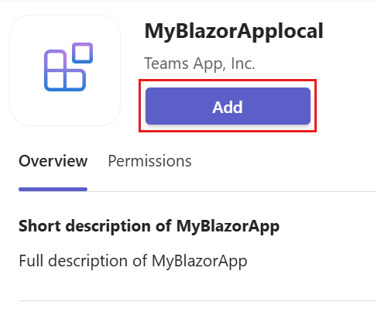 MyBlazorApplocal
Teams App, Inc.
Add
Overview Permissions
Short description of MyBlazorApp
Full description of MyBlazorApp